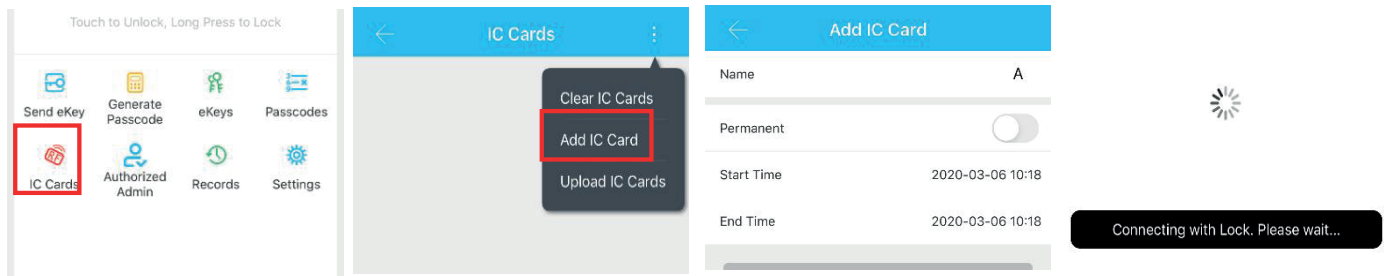 Touch to Unlock, Long Press to Lock
Send eKey
Generate
Passcode
eKeys
Passcodes
IC Cards
Authorized
Admin
Records
Settings
IC Cards
Clear IC Cards
Add IC Card
Upload IC Cards
Add IC Card
Name A
Permanent
Start Time 2020-03-06 10:18
End Time 2020-03-06 10:18
Connecting with Lock. Please wait...